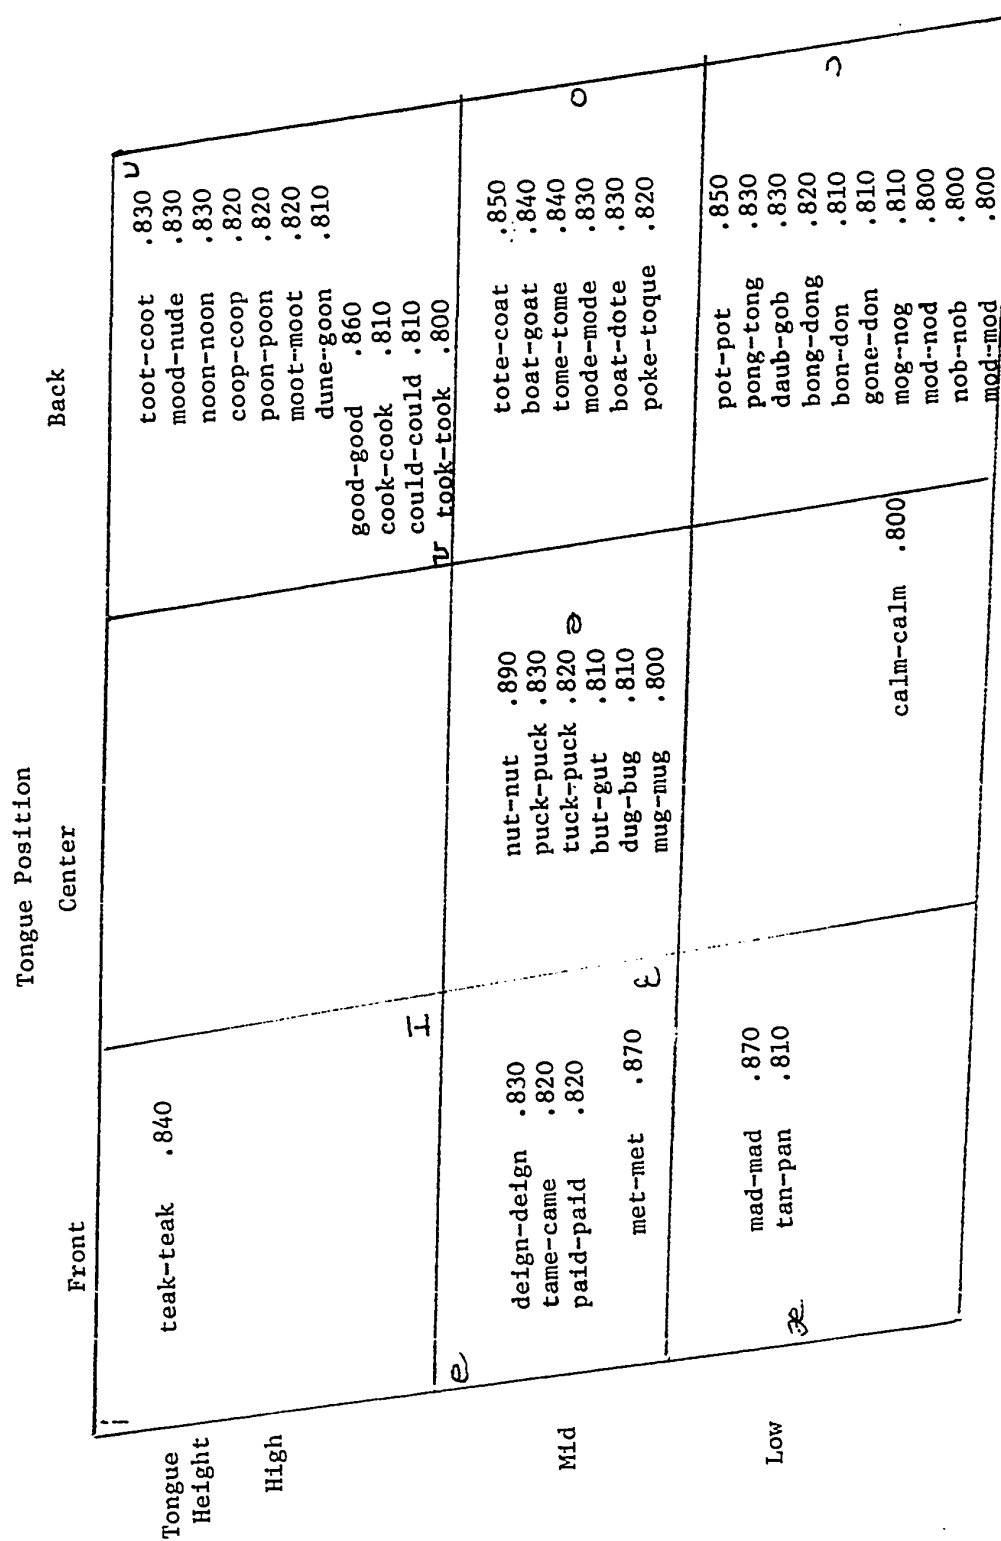 Tongue Position
Front Center Back
Tongue
Height
High
i
teak-teak .840
I
toot-coot .830
mood-nude .830
noon-noon .830
coop-coop .820
poon-poon .820
moot-moot .820
dune-goon .810
good-good .860
cook-cook .810
could-could .810
took-took .800
u
ʊ
Mid
e
deign-deign .830
tame-came .820
paid-paid .820
met-met .870
ɛ
nut-nut .890
puck-puck .830
tuck-puck .820
but-gut .810
dug-bug .810
mug-mug .800
ə
tote-coat .850
boat-goat .840
tome-tome .840
mode-mode .830
boat-dote .830
poke-toque .820
o
Low
æ
mad-mad .870
tan-pan .810
calm-calm .800
pot-pot .850
pong-tong .830
daub-gob .830
bong-dong .820
bon-don .810
gone-don .810
mog-nog .810
mod-nod .800
nob-nob .800
mod-mod .800
ɔ